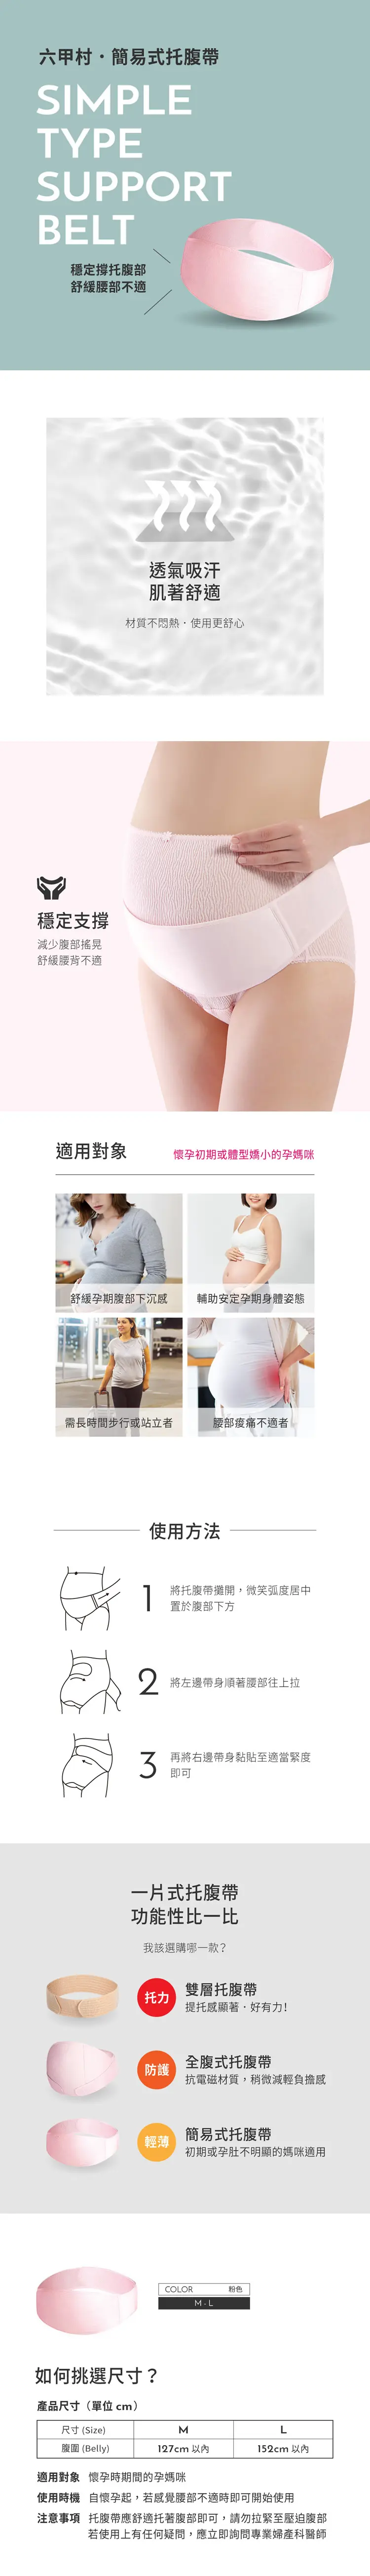 六甲村・簡易式托腹帶
SIMPLE
TYPE
SUPPORT
BELT
穩定撐托腹部
舒緩腰部不適
透氣吸汗
肌著舒適
材質不悶熱・使用更舒心
穩定支撐
減少腹部搖晃
舒緩腰背不適
適用對象
懷孕初期或體型嬌小的孕媽咪
舒緩孕期腹部下沉感
輔助安定孕期身體姿態
需長時間步行或站立者
腰部痠痛不適者
使用方法
1
將托腹帶攤開，微笑弧度居中
置於腹部下方
2
將左邊帶身順著腰部往上拉
3
再將右邊帶身黏貼至適當緊度
即可
一片式托腹帶
功能性比一比
我該選購哪一款？
托力
雙層托腹帶
提托感顯著・好有力！
防護
全腹式托腹帶
抗電磁材質，稍微減輕負擔感
輕薄
簡易式托腹帶
初期或孕肚不明顯的媽咪適用
COLOR 粉色
M・L
如何挑選尺寸？
產品尺寸（單位 cm）
尺寸 (Size) M L
腹圍 (Belly) 127cm 以內 152cm 以內
適用對象 懷孕時期間的孕媽咪
使用時機 自懷孕起，若感覺腰部不適時即可開始使用
注意事項 托腹帶應舒適托著腹部即可，請勿拉緊至壓迫腹部
若使用上有任何疑問，應立即詢問專業婦產科醫師